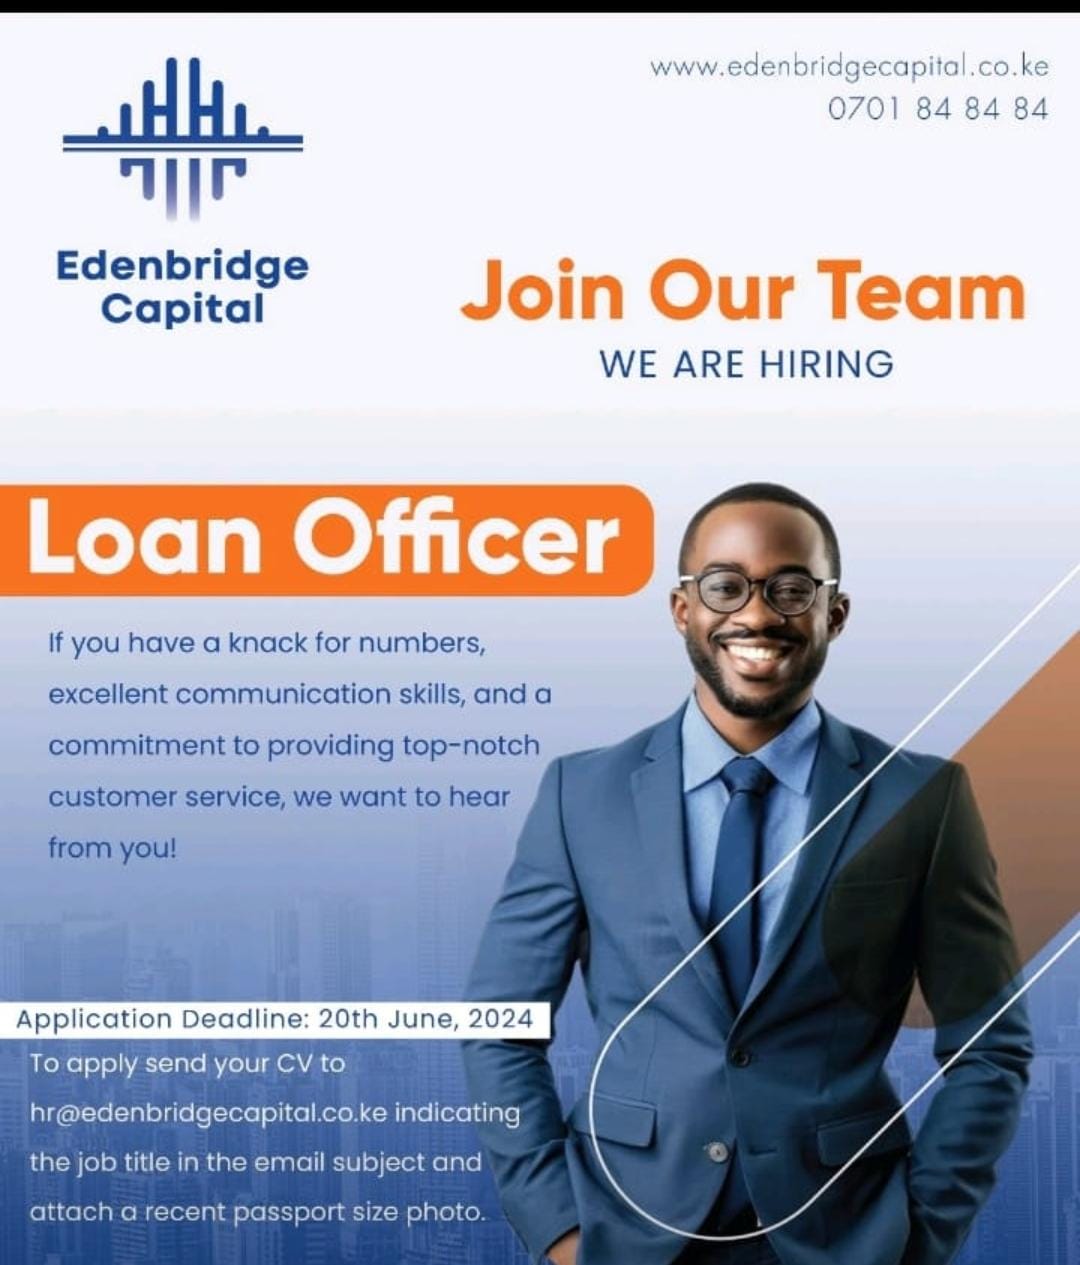 www.edenbridgecapital.co.ke
0701 84 84 84
Edenbridge
Capital
Join Our Team
WE ARE HIRING
Loan Officer
If you have a knack for numbers,
excellent communication skills, and a
commitment to providing top-notch
customer service, we want to hear
from you!
Application Deadline: 20th June, 2024
To apply send your CV to
hr@edenbridgecapital.co.ke indicating
the job title in the email subject and
attach a recent passport size photo.